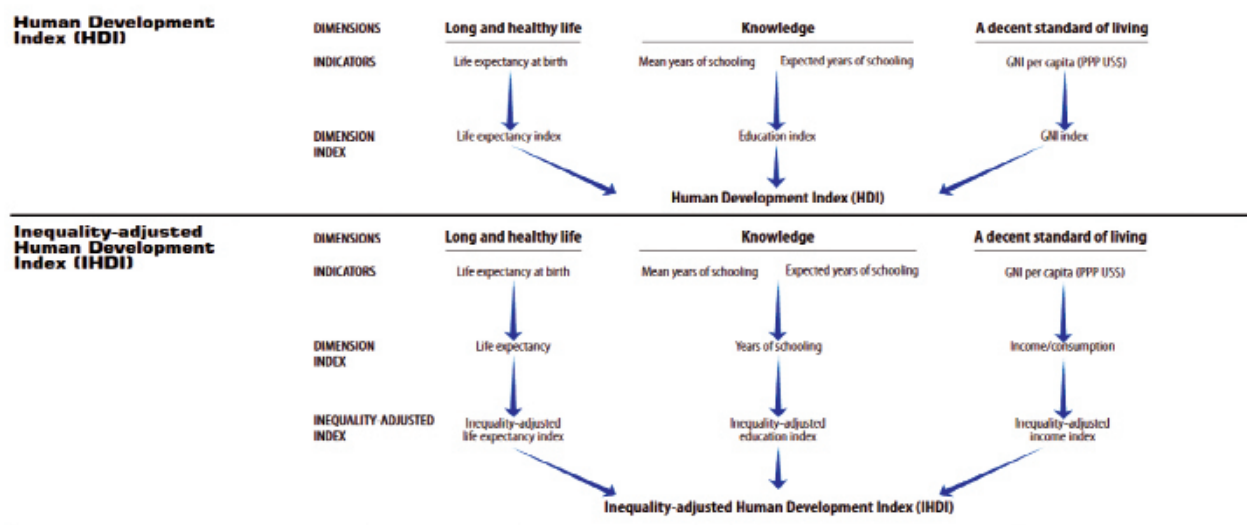 Human Development
Index (HDI)
DIMENSIONS
Long and healthy life
Knowledge
A decent standard of living
INDICATORS
Life expectancy at birth
Mean years of schooling
Expected years of schooling
GNI per capita (PPP US$)
DIMENSION
INDEX
Life expectancy index
Education index
GNI index
Human Development Index (HDI)
Inequality-adjusted
Human Development
Index (IHDI)
DIMENSIONS
Long and healthy life
Knowledge
A decent standard of living
INDICATORS
Life expectancy at birth
Mean years of schooling
Expected years of schooling
GNI per capita (PPP US$)
DIMENSION
INDEX
Life expectancy
Years of schooling
Income/consumption
INEQUALITY-ADJUSTED
INDEX
Inequality-adjusted
life expectancy index
Inequality-adjusted
education index
Inequality-adjusted
income index
Inequality-adjusted Human Development Index (IHDI)